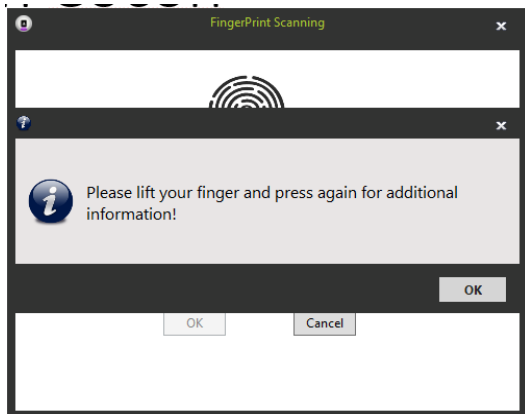 FingerPrint Scanning
Please lift your finger and press again for additional
information!
OK
OK
Cancel